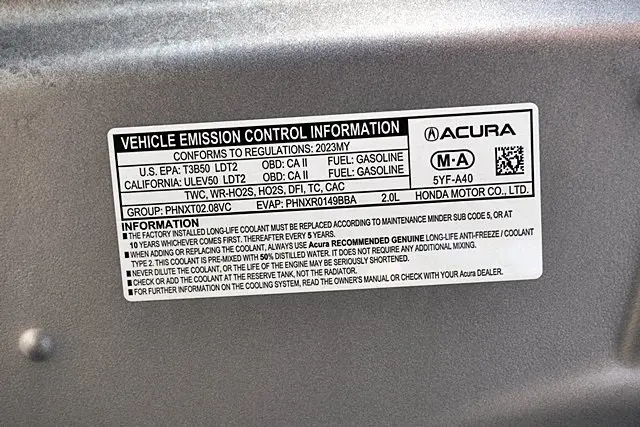 VEHICLE EMISSION CONTROL INFORMATION
CONFORMS TO REGULATIONS: 2023MY
U.S. EPA: T3B50 LDT2 OBD: CA II FUEL: GASOLINE
CALIFORNIA: ULEV50 LDT2 OBD: CA II FUEL: GASOLINE
TWC, WR-HO2S, HO2S, DFI, TC, CAC
GROUP: PHNXT02.08VC EVAP: PHNXR0149BBA 2.0L
ACURA
M·A
5YF-A40
HONDA MOTOR CO., LTD.
INFORMATION
■ THE FACTORY INSTALLED LONG-LIFE COOLANT MUST BE REPLACED ACCORDING TO MAINTENANCE MINDER SUB CODE 5, OR AT
10 YEARS WHICHEVER COMES FIRST. THEREAFTER EVERY 5 YEARS.
■ WHEN ADDING OR REPLACING THE COOLANT, ALWAYS USE Acura RECOMMENDED GENUINE LONG-LIFE ANTI-FREEZE / COOLANT
TYPE 2. THIS COOLANT IS PRE-MIXED WITH 50% DISTILLED WATER. IT DOES NOT REQUIRE ANY ADDITIONAL MIXING.
■ NEVER DILUTE THE COOLANT, OR THE LIFE OF THE ENGINE MAY BE SERIOUSLY SHORTENED.
■ CHECK OR ADD THE COOLANT AT THE RESERVE TANK, NOT THE RADIATOR.
■ FOR FURTHER INFORMATION ON THE COOLING SYSTEM, READ THE OWNER'S MANUAL OR CHECK WITH YOUR Acura DEALER.